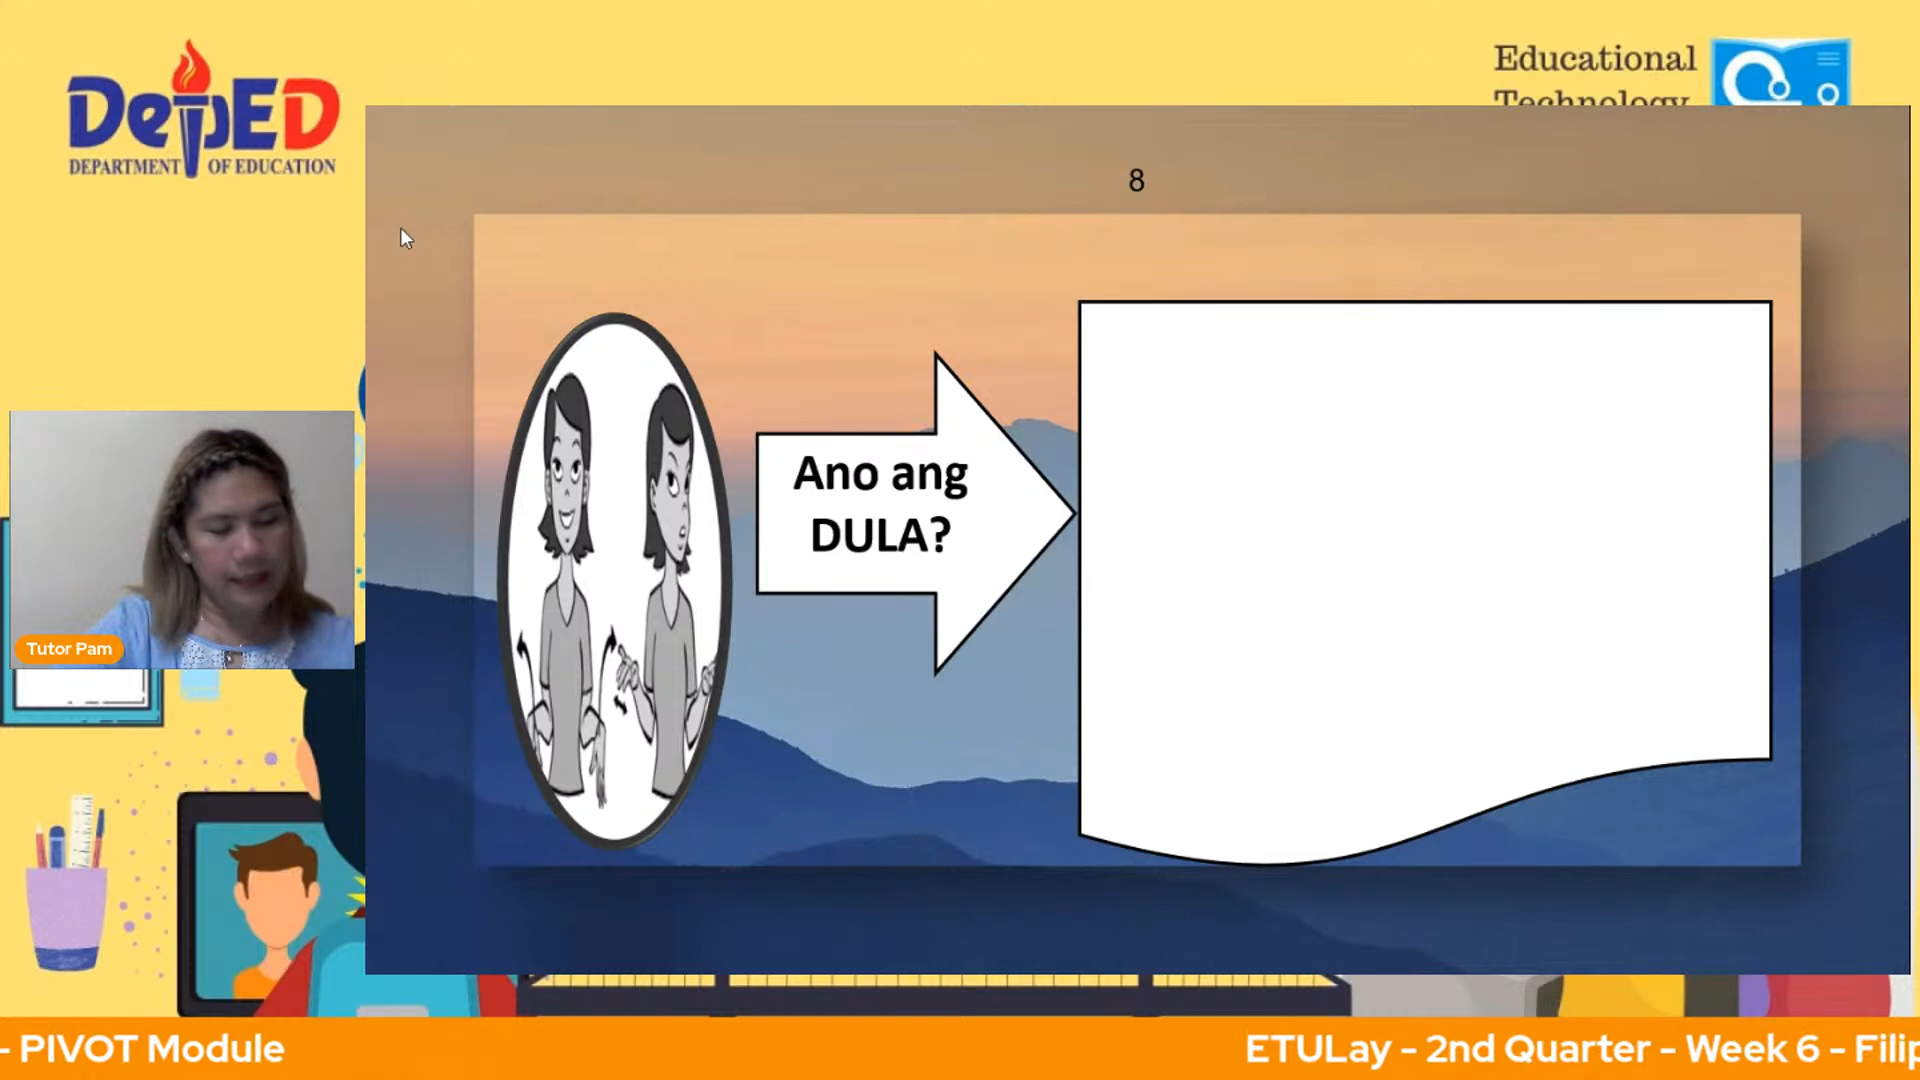 DepED
DEPARTMENT OF EDUCATION
Educational
Technology
8
Ano ang
DULA?
Tutor Pam
- PIVOT Module
ETULay - 2nd Quarter - Week 6 - Filip